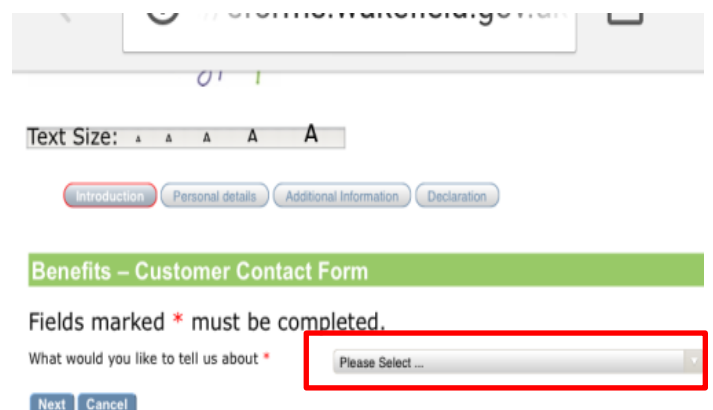 Text Size: A A A A A
Introduction Personal details Additional Information Declaration
Benefits – Customer Contact Form
Fields marked * must be completed.
What would you like to tell us about * Please Select ...
Next Cancel